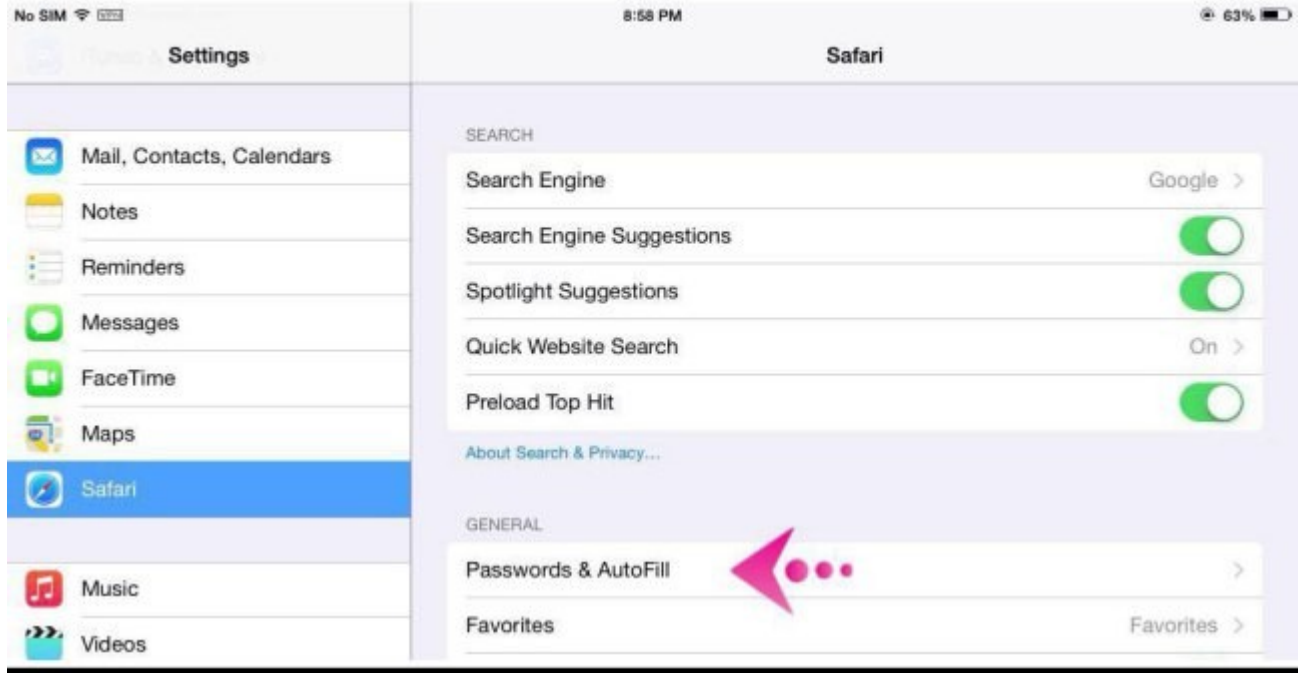 No SIM VPN 8:58 PM 63%
Settings Safari
Mail, Contacts, Calendars
Notes
Reminders
Messages
FaceTime
Maps
Safari
Music
Videos
SEARCH
Search Engine Google >
Search Engine Suggestions
Spotlight Suggestions
Quick Website Search On >
Preload Top Hit
About Search & Privacy...
GENERAL
Passwords & AutoFill >
Favorites Favorites >